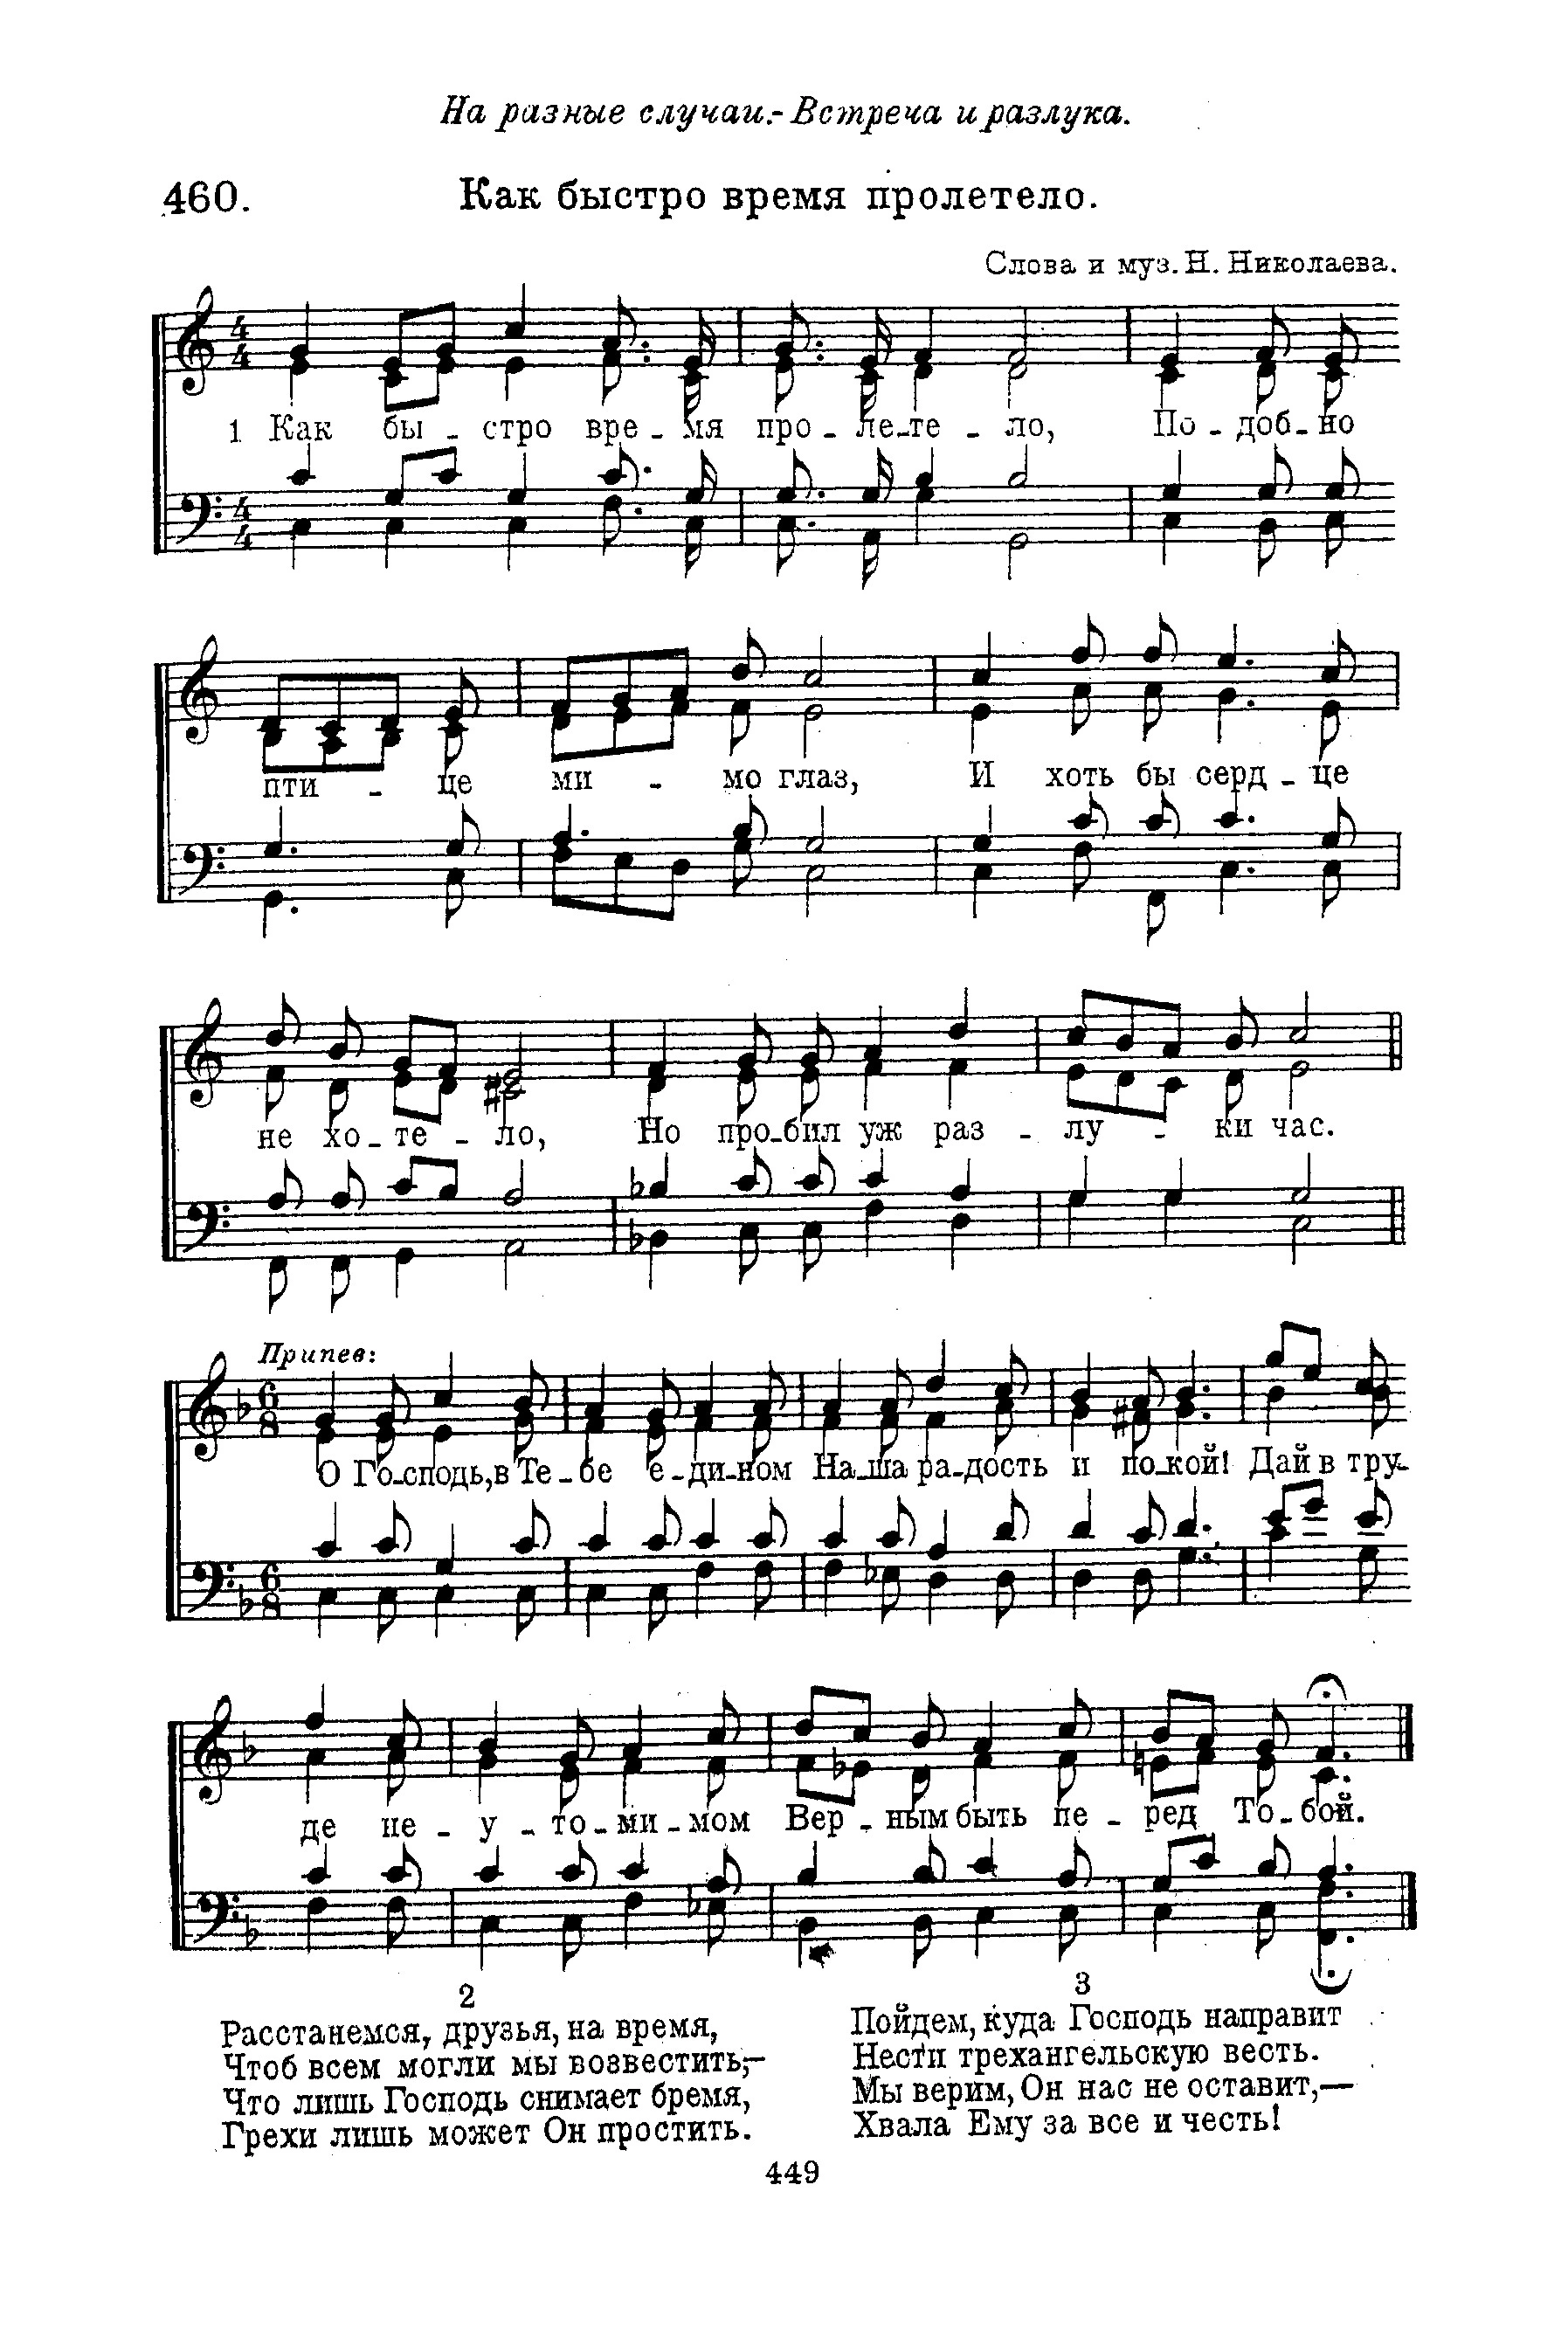 На разные случаи.- Встреча и разлука.
460. Как быстро время пролетело.
Слова и муз. Н. Николаева.
4 4
1 Как бы - стро вре - мя про - ле - те - ло, По - доб - но
4 4
пти - це ми - мо глаз, И хоть бы серд - це
не хо - те - ло, Но про - бил уж раз - лу - ки час.
Припев:
6 8
О Го - сподь, в Те - бе е - ди - ном На - ша ра - дость и по - кой! Дай в тру -
6 8
де не - у - то - ми - мом Вер - ным быть пе - ред То - бой.
2
Расстанемся, друзья, на время,
Чтоб всем могли мы возвестить,—
Что лишь Господь снимает бремя,
Грехи лишь может Он простить.
3
Пойдем, куда Господь направит
Нести трехангельскую весть.
Мы верим, Он нас не оставит,—
Хвала Ему за все и честь!
449